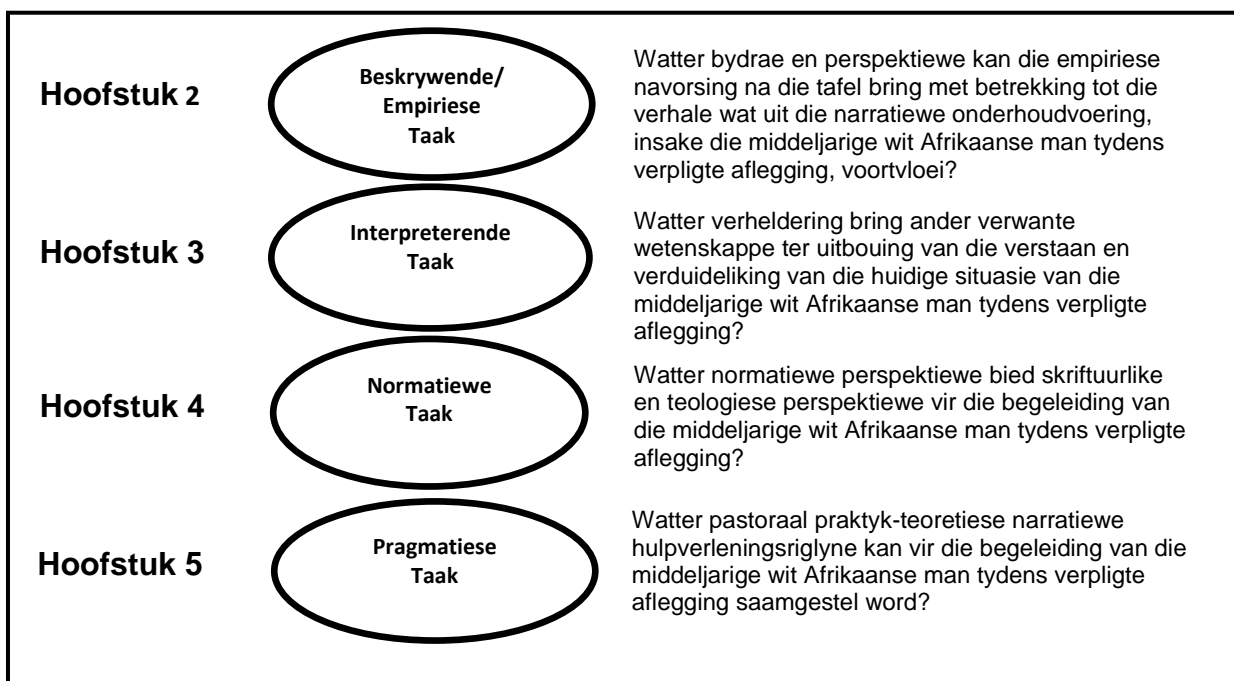 Hoofstuk 2
Beskrywende/
Empiriese
Taak
Watter bydrae en perspektiewe kan die empiriese
navorsing na die tafel bring met betrekking tot die
verhale wat uit die narratiewe onderhoudvoering,
insake die middeljarige wit Afrikaanse man tydens
verpligte aflegging, voortvloei?
Hoofstuk 3
Interpreterende
Taak
Watter verheldering bring ander verwante
wetenskappe ter uitbouing van die verstaan en
verduideliking van die huidige situasie van die
middeljarige wit Afrikaanse man tydens verpligte
aflegging?
Hoofstuk 4
Normatiewe
Taak
Watter normatiewe perspektiewe bied skriftuurlike
en teologiese perspektiewe vir die begeleiding van
die middeljarige wit Afrikaanse man tydens verpligte
aflegging?
Hoofstuk 5
Pragmatiese
Taak
Watter pastoraal praktyk-teoretiese narratiewe
hulpverleningsriglyne kan vir die begeleiding van die
middeljarige wit Afrikaanse man tydens verpligte
aflegging saamgestel word?